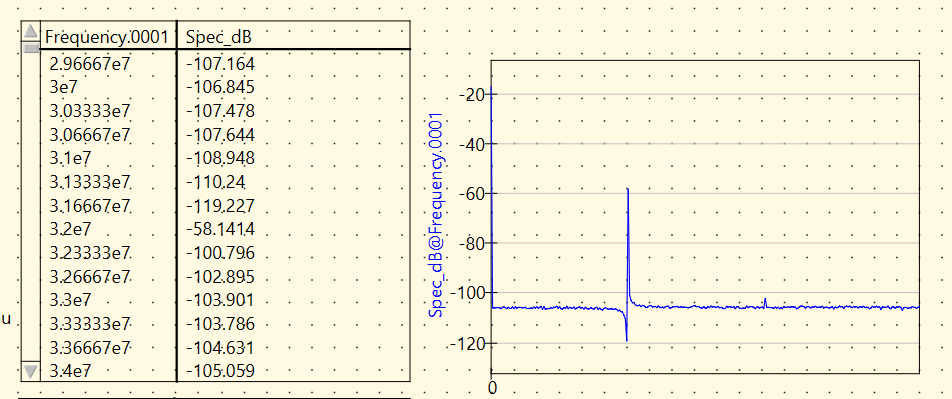 Frequency.0001 Spec_dB
2.96667e7 -107.164
3e7 -106.845
3.03333e7 -107.478
3.06667e7 -107.644
3.1e7 -108.948
3.13333e7 -110.24
3.16667e7 -119.227
3.2e7 -58.1414
3.23333e7 -100.796
3.26667e7 -102.895
3.3e7 -103.901
3.33333e7 -103.786
3.36667e7 -104.631
3.4e7 -105.059
u
Spec_dB@Frequency.0001
-20
-40
-60
-80
-100
-120
0